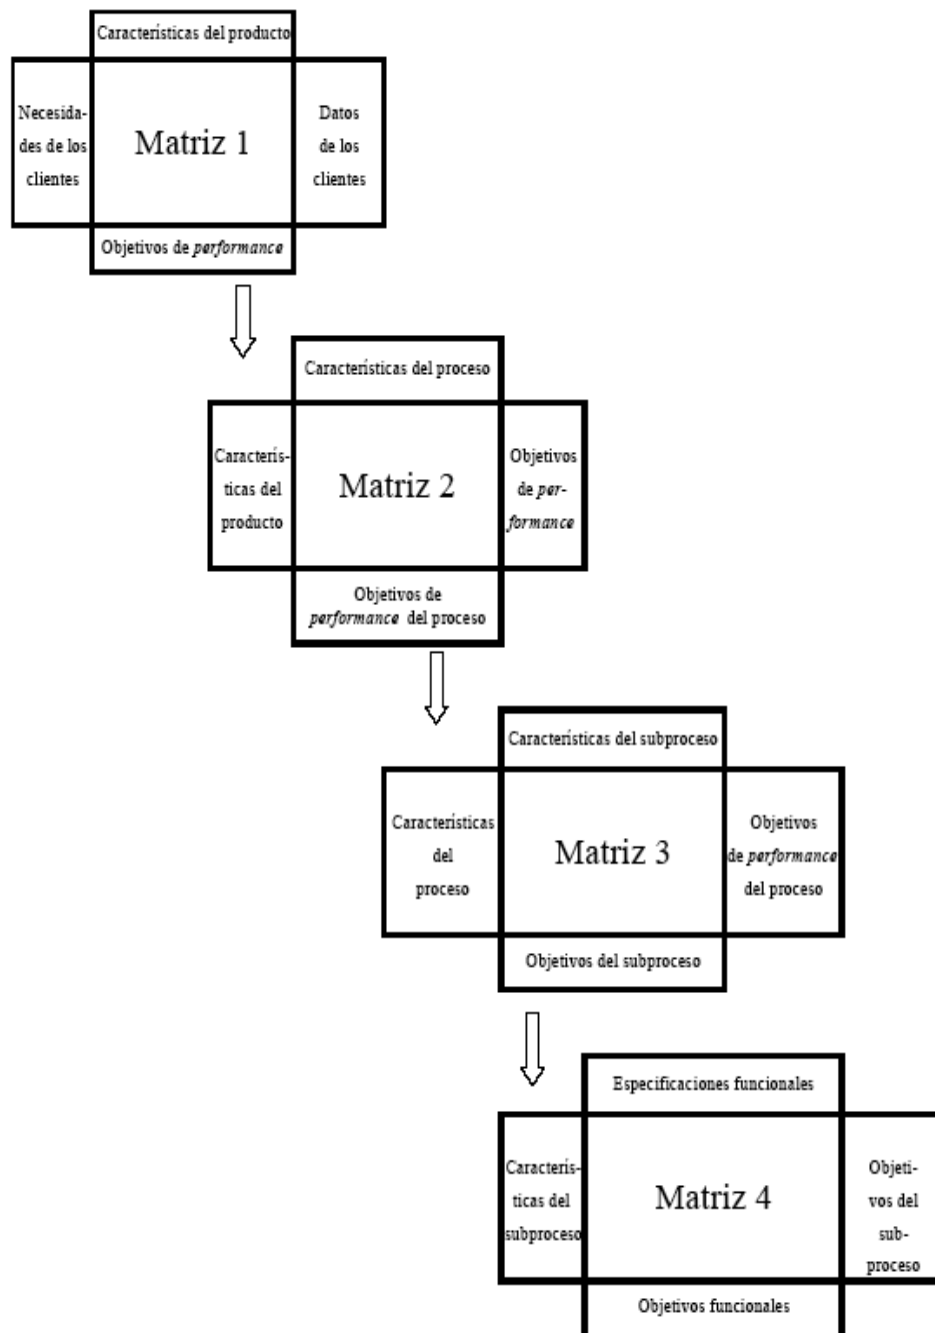 Características del producto
Necesida-
des de los
clientes
Matriz 1
Datos
de los
clientes
Objetivos de performance
Características del proceso
Caracterís-
ticas del
producto
Matriz 2
Objetivos
de per-
formance
Objetivos de
performance del proceso
Características del subproceso
Características
del
proceso
Matriz 3
Objetivos
de performance
del proceso
Objetivos del subproceso
Especificaciones funcionales
Caracterís-
ticas del
subproceso
Matriz 4
Objeti-
vos del
sub-
proceso
Objetivos funcionales